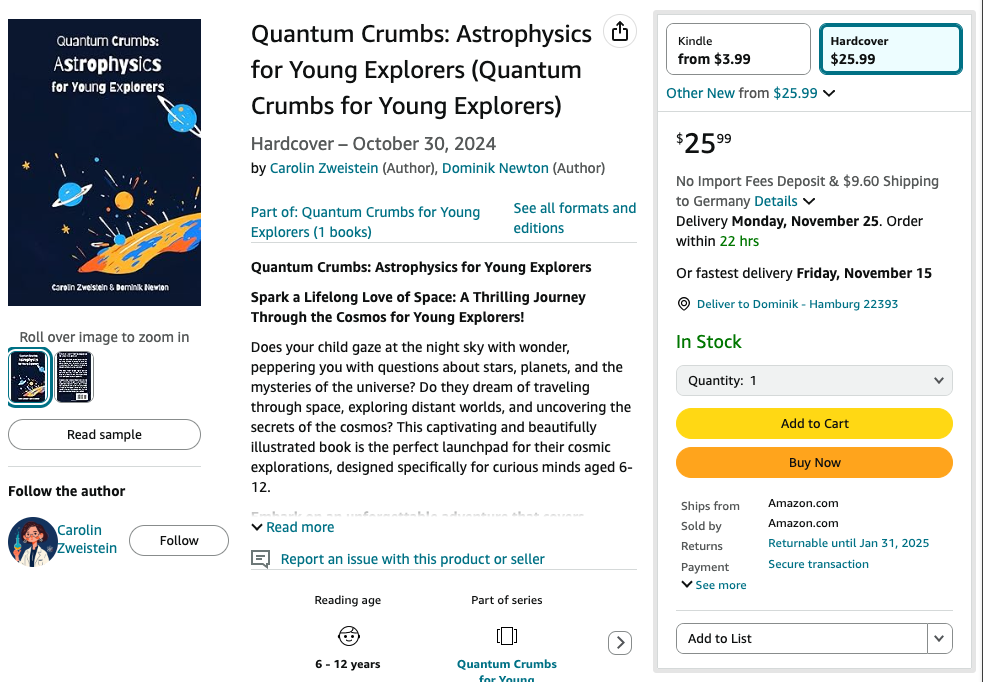 Quantum Crumbs:
Astrophysics
for Young Explorers
Carolin Zweistein & Dominik Newton
Roll over image to zoom in
Read sample
Follow the author
Carolin
Zweistein
Follow
Quantum Crumbs: Astrophysics
for Young Explorers (Quantum
Crumbs for Young Explorers)
Hardcover – October 30, 2024
by Carolin Zweistein (Author), Dominik Newton (Author)
Part of: Quantum Crumbs for Young
Explorers (1 books)
See all formats and
editions
Quantum Crumbs: Astrophysics for Young Explorers
Spark a Lifelong Love of Space: A Thrilling Journey
Through the Cosmos for Young Explorers!
Does your child gaze at the night sky with wonder,
peppering you with questions about stars, planets, and the
mysteries of the universe? Do they dream of traveling
through space, exploring distant worlds, and uncovering the
secrets of the cosmos? This captivating and beautifully
illustrated book is the perfect launchpad for their cosmic
explorations, designed specifically for curious minds aged 6-
12.
Read more
Report an issue with this product or seller
Reading age
6 - 12 years
Part of series
Quantum Crumbs
for Young
Kindle
from $3.99
Hardcover
$25.99
Other New from $25.99
$2599
No Import Fees Deposit & $9.60 Shipping
to Germany Details
Delivery Monday, November 25. Order
within 22 hrs
Or fastest delivery Friday, November 15
Deliver to Dominik - Hamburg 22393
In Stock
Quantity: 1
Add to Cart
Buy Now
Ships from Amazon.com
Sold by Amazon.com
Returns Returnable until Jan 31, 2025
Payment Secure transaction
See more
Add to List